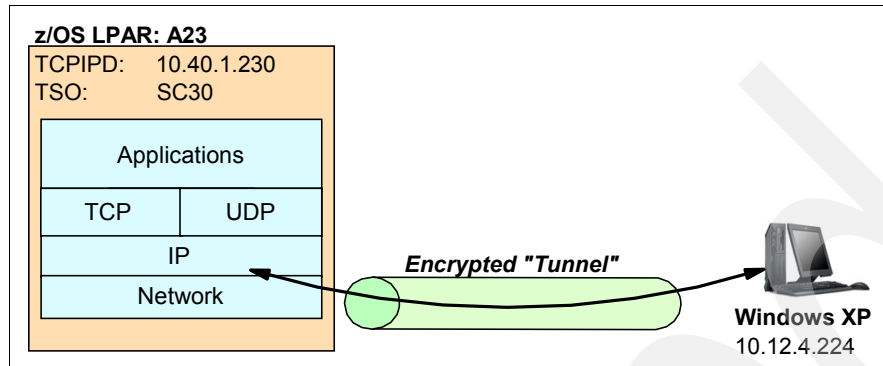 z/OS LPAR: A23
TCPIPD: 10.40.1.230
TSO: SC30
Applications
TCP UDP
IP
Network
Encrypted "Tunnel"
Windows XP
10.12.4.224